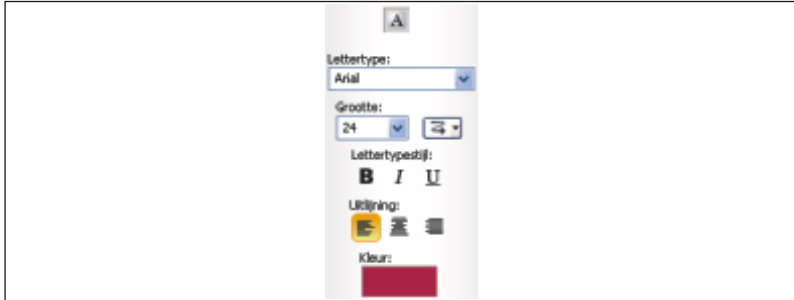 A
Lettertype:
Arial
Grootte:
24
Lettertypestijl:
B I U
Uitlijning:
Kleur: